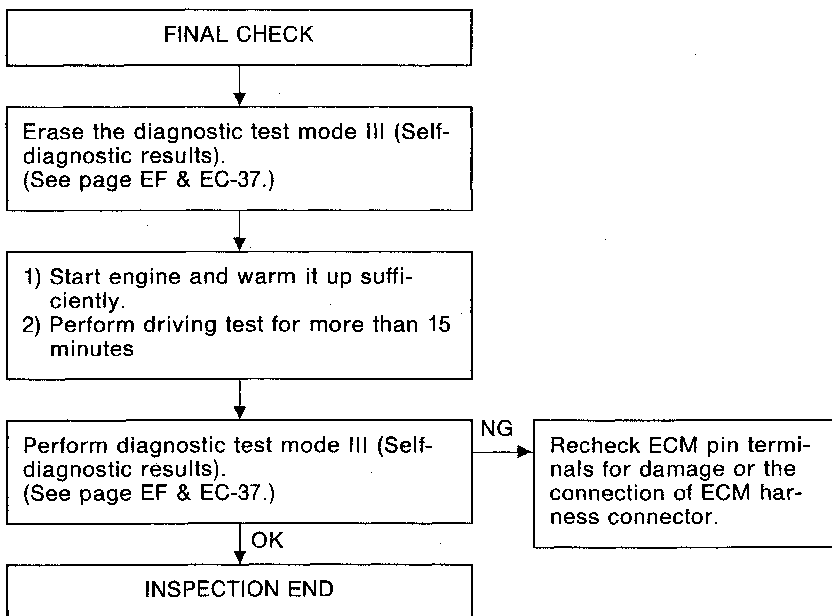 FINAL CHECK
Erase the diagnostic test mode III (Self-
diagnostic results).
(See page EF & EC-37.)
1) Start engine and warm it up suffi-
ciently.
2) Perform driving test for more than 15
minutes
Perform diagnostic test mode III (Self-
diagnostic results).
(See page EF & EC-37.)
NG
Recheck ECM pin termi-
nals for damage or the
connection of ECM har-
ness connector.
OK
INSPECTION END